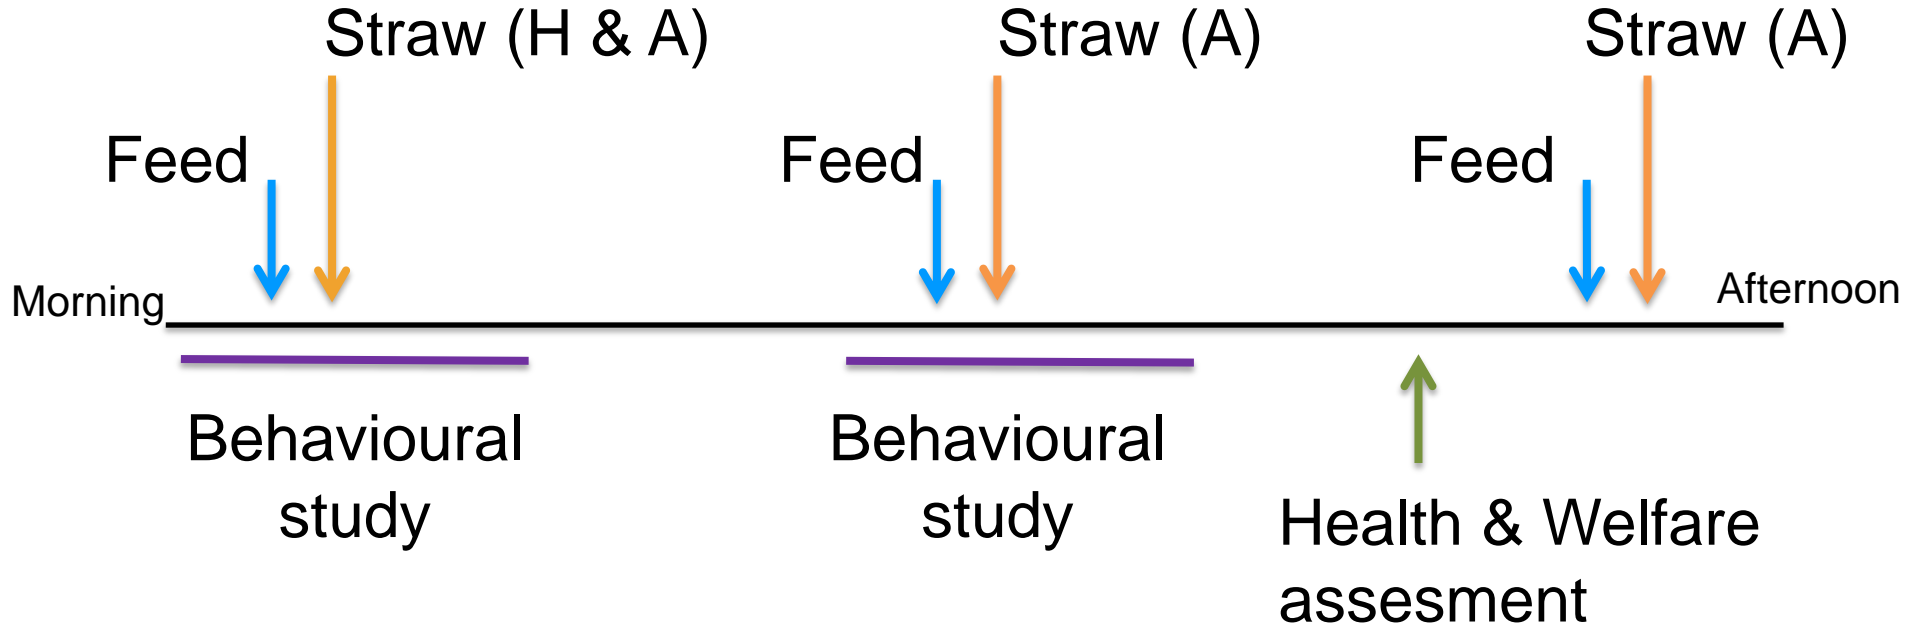 Straw (H & A)
Straw (A)
Straw (A)
Feed
Feed
Feed
Morning
Afternoon
Behavioural
study
Behavioural
study
Health & Welfare
assesment